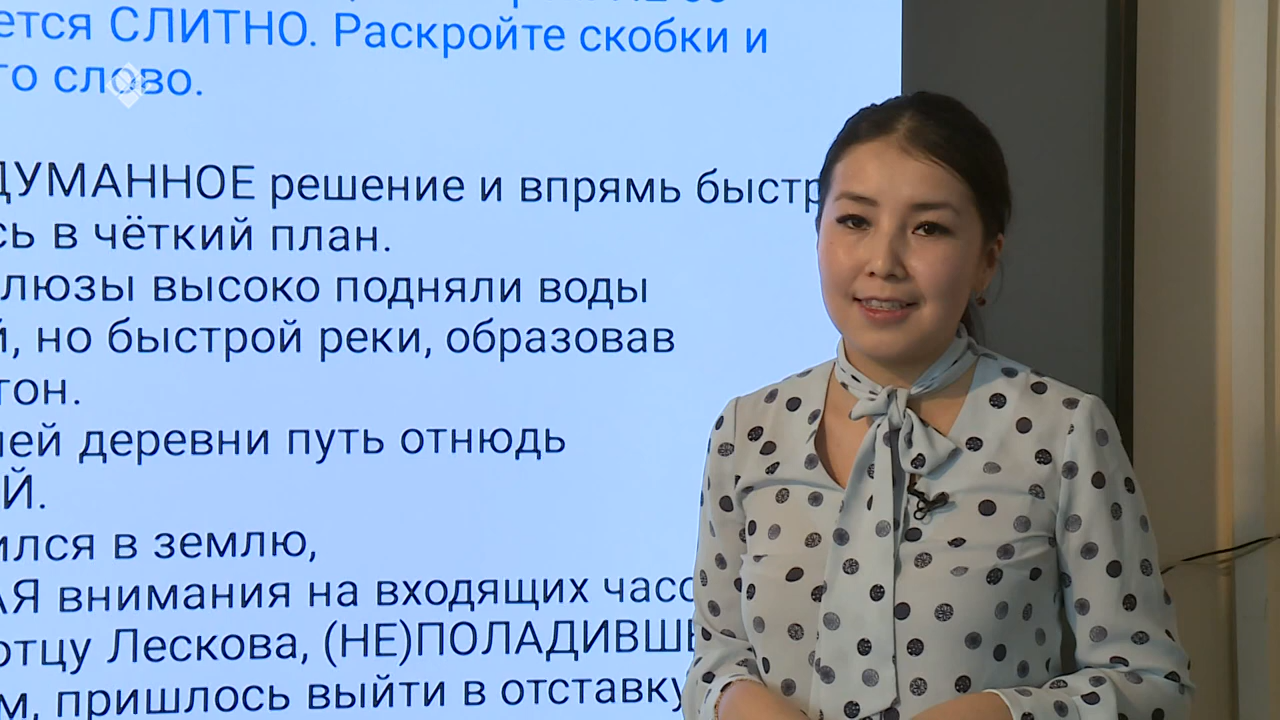 ется СЛИТНО. Раскройте скобки и
го слово.
ДУМАННОЕ решение и впрямь быстр
сь в чёткий план.
люзы высоко подняли воды
й, но быстрой реки, образовав
тон.
ей деревни путь отнюдь
Й.
ился в землю,
АЯ внимания на входящих часо
отцу Лескова, (НЕ)ПОЛАДИВШЕ
м, пришлось выйти в отставку